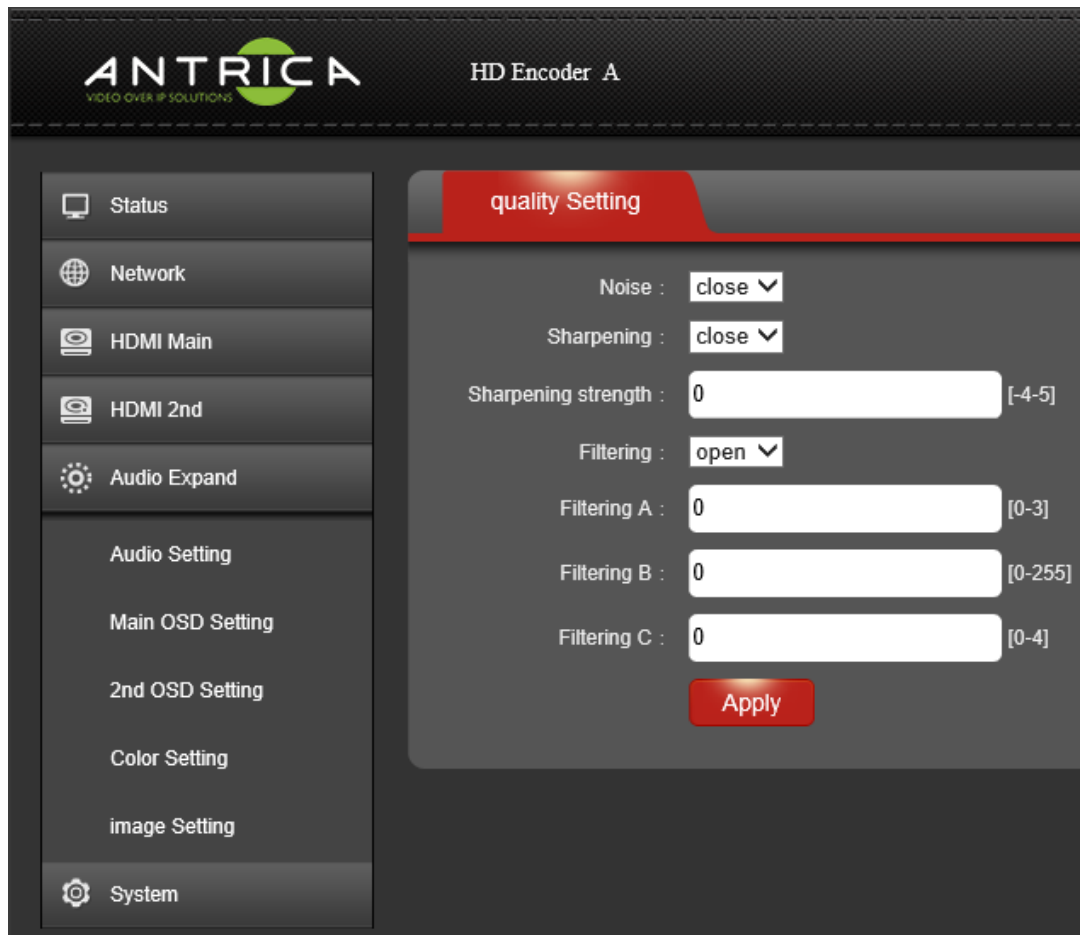 ANTRICA
VIDEO OVER IP SOLUTIONS
HD Encoder A
Status
Network
HDMI Main
HDMI 2nd
Audio Expand
Audio Setting
Main OSD Setting
2nd OSD Setting
Color Setting
image Setting
System
quality Setting
Noise : close
Sharpening : close
Sharpening strength : 0 [-4-5]
Filtering : open
Filtering A : 0 [0-3]
Filtering B : 0 [0-255]
Filtering C : 0 [0-4]
Apply